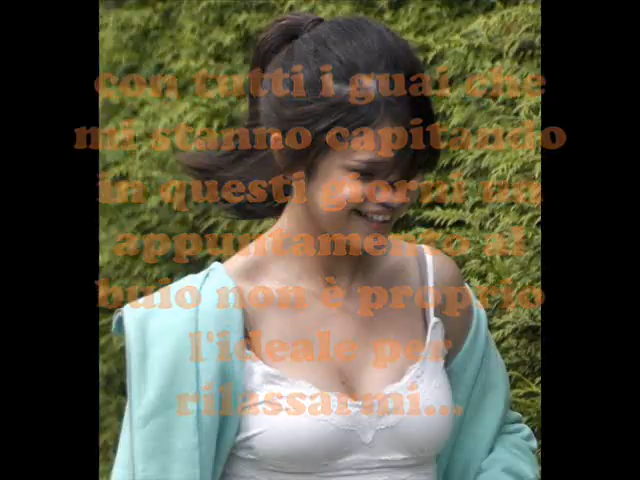 con tutti i guai che
mi stanno capitando
in questi giorni un
appuntamento al
buio non è proprio
l'ideale per
rilassarmi...